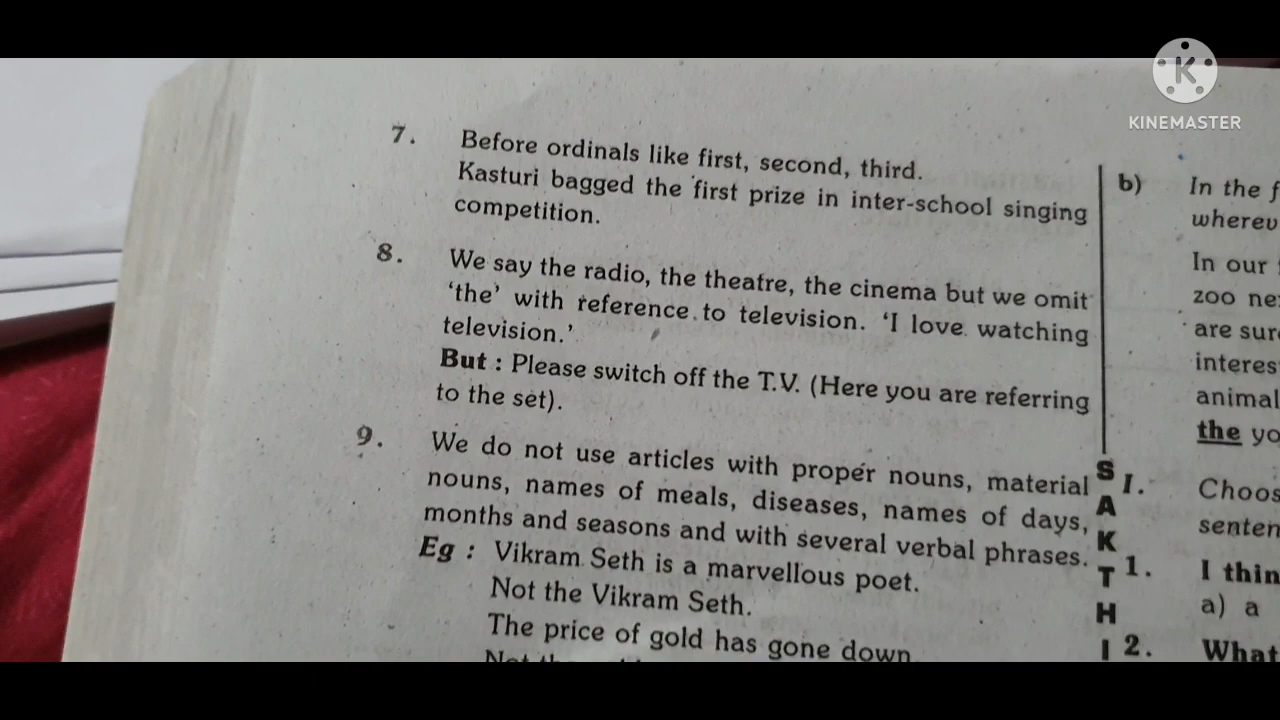 KINEMASTER
7. Before ordinals like first, second, third.
Kasturi bagged the first prize in inter-school singing
competition.
8. We say the radio, the theatre, the cinema but we omit
‘the’ with reference to television. ‘I love watching
television.’
But : Please switch off the T.V. (Here you are referring
to the set).
9. We do not use articles with proper nouns, material
nouns, names of meals, diseases, names of days,
months and seasons and with several verbal phrases.
Eg : Vikram Seth is a marvellous poet.
Not the Vikram Seth.
The price of gold has gone down
S
A
K
T
H
I
b) In the
In our
zoo
are
animal
the
I.
1. I
a) a
2. What